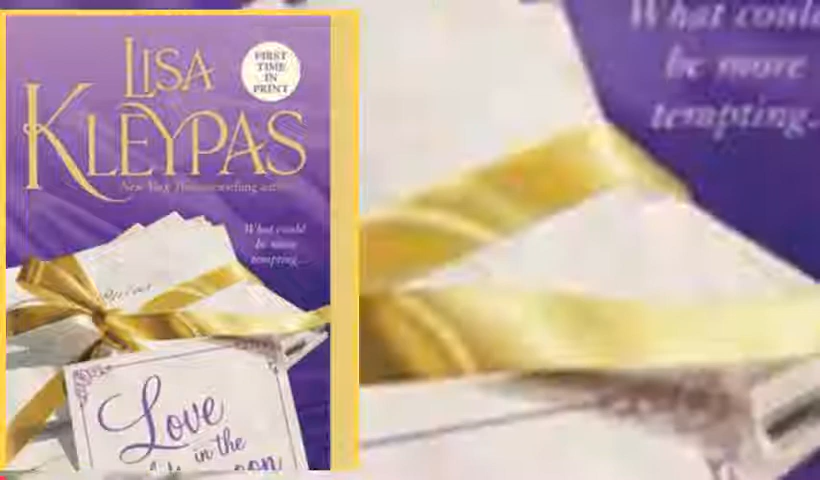 LISA
KLEYPAS
FIRST
TIME
IN
PRINT
New York Times bestselling author
What could
be more
tempting...
Love
in the
What could
be more
tempting..